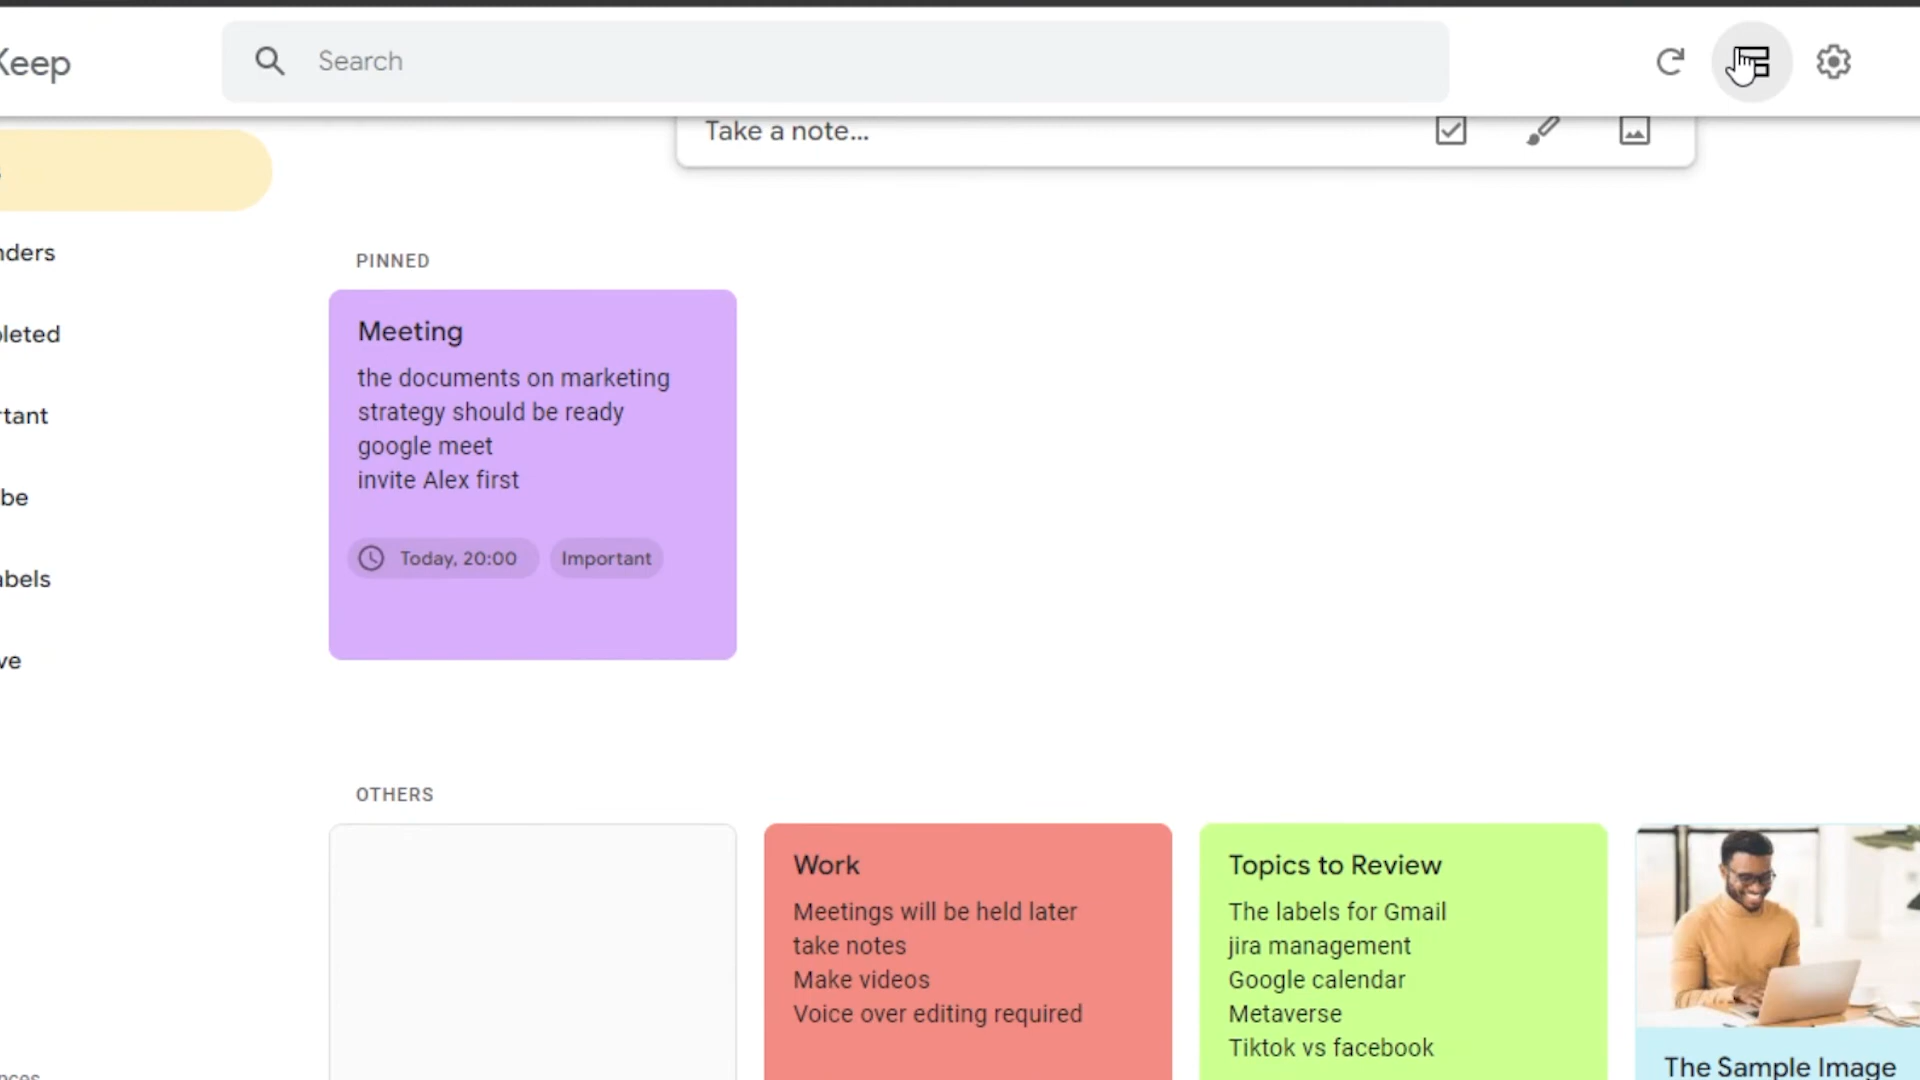 Keep
Search
Take a note...
nders
leted
rtant
be
abels
ve
PINNED
Meeting
the documents on marketing
strategy should be ready
google meet
invite Alex first
Today, 20:00
Important
OTHERS
Work
Meetings will be held later
take notes
Make videos
Voice over editing required
Topics to Review
The labels for Gmail
jira management
Google calendar
Metaverse
Tiktok vs facebook
The Sample Image